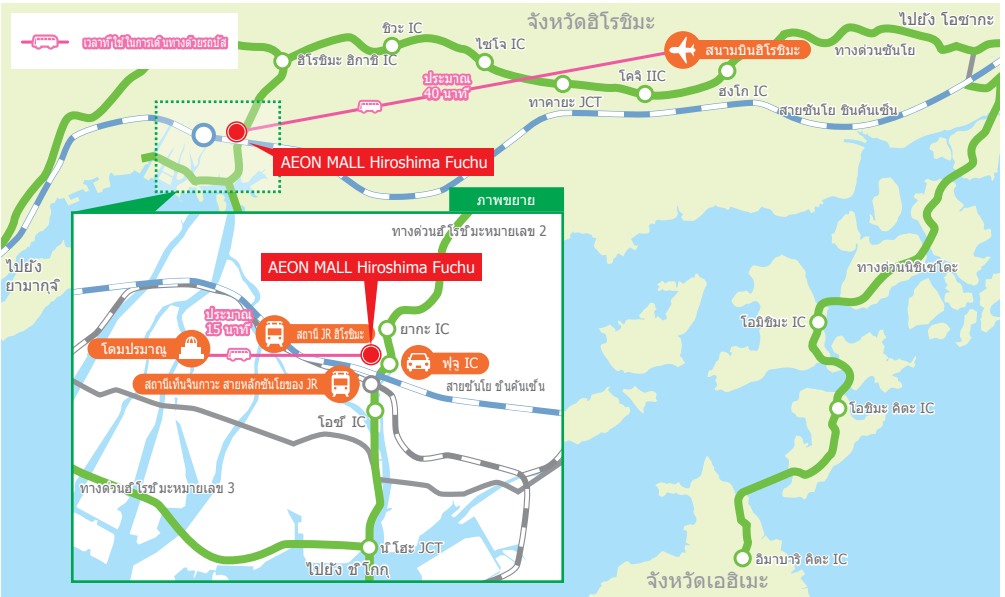 เวลาที่ใช้ในการเดินทางด้วยรถบัส
จังหวัดฮิโรชิมะ
ไปยัง โอซากะ
ชิวะ IC
ไซโจ IC
สนามบินฮิโรชิมะ
ทางด่วนซันโย
ฮิโรชิมะ ฮิกาชิ IC
ประมาณ
40 นาที
โคจิ IIC
ฮงโก IC
ทาคายะ JCT
สายซันโย ชินคันเซ็น
AEON MALL Hiroshima Fuchu
ภาพขยาย
ทางด่วนฮิโรชิมะหมายเลข 2
AEON MALL Hiroshima Fuchu
ไปยัง
ยามากุจิ
ทางด่วนนิชิเซโตะ
ประมาณ
15 นาที
สถานี JR ฮิโรชิมะ
ยากะ IC
โอมิชิมะ IC
โดมปรมาณู
ฟุจู IC
สถานีเท็นจินกาวะ สายหลักซันโยของ JR
สายซันโย ชินคันเซ็น
โอซึ IC
โอชิมะ คิตะ IC
ทางด่วนฮิโรชิมะหมายเลข 3
นิโฮะ JCT
ไปยัง ชิโกกุ
อิมาบาริ คิตะ IC
จังหวัดเอฮิเมะ